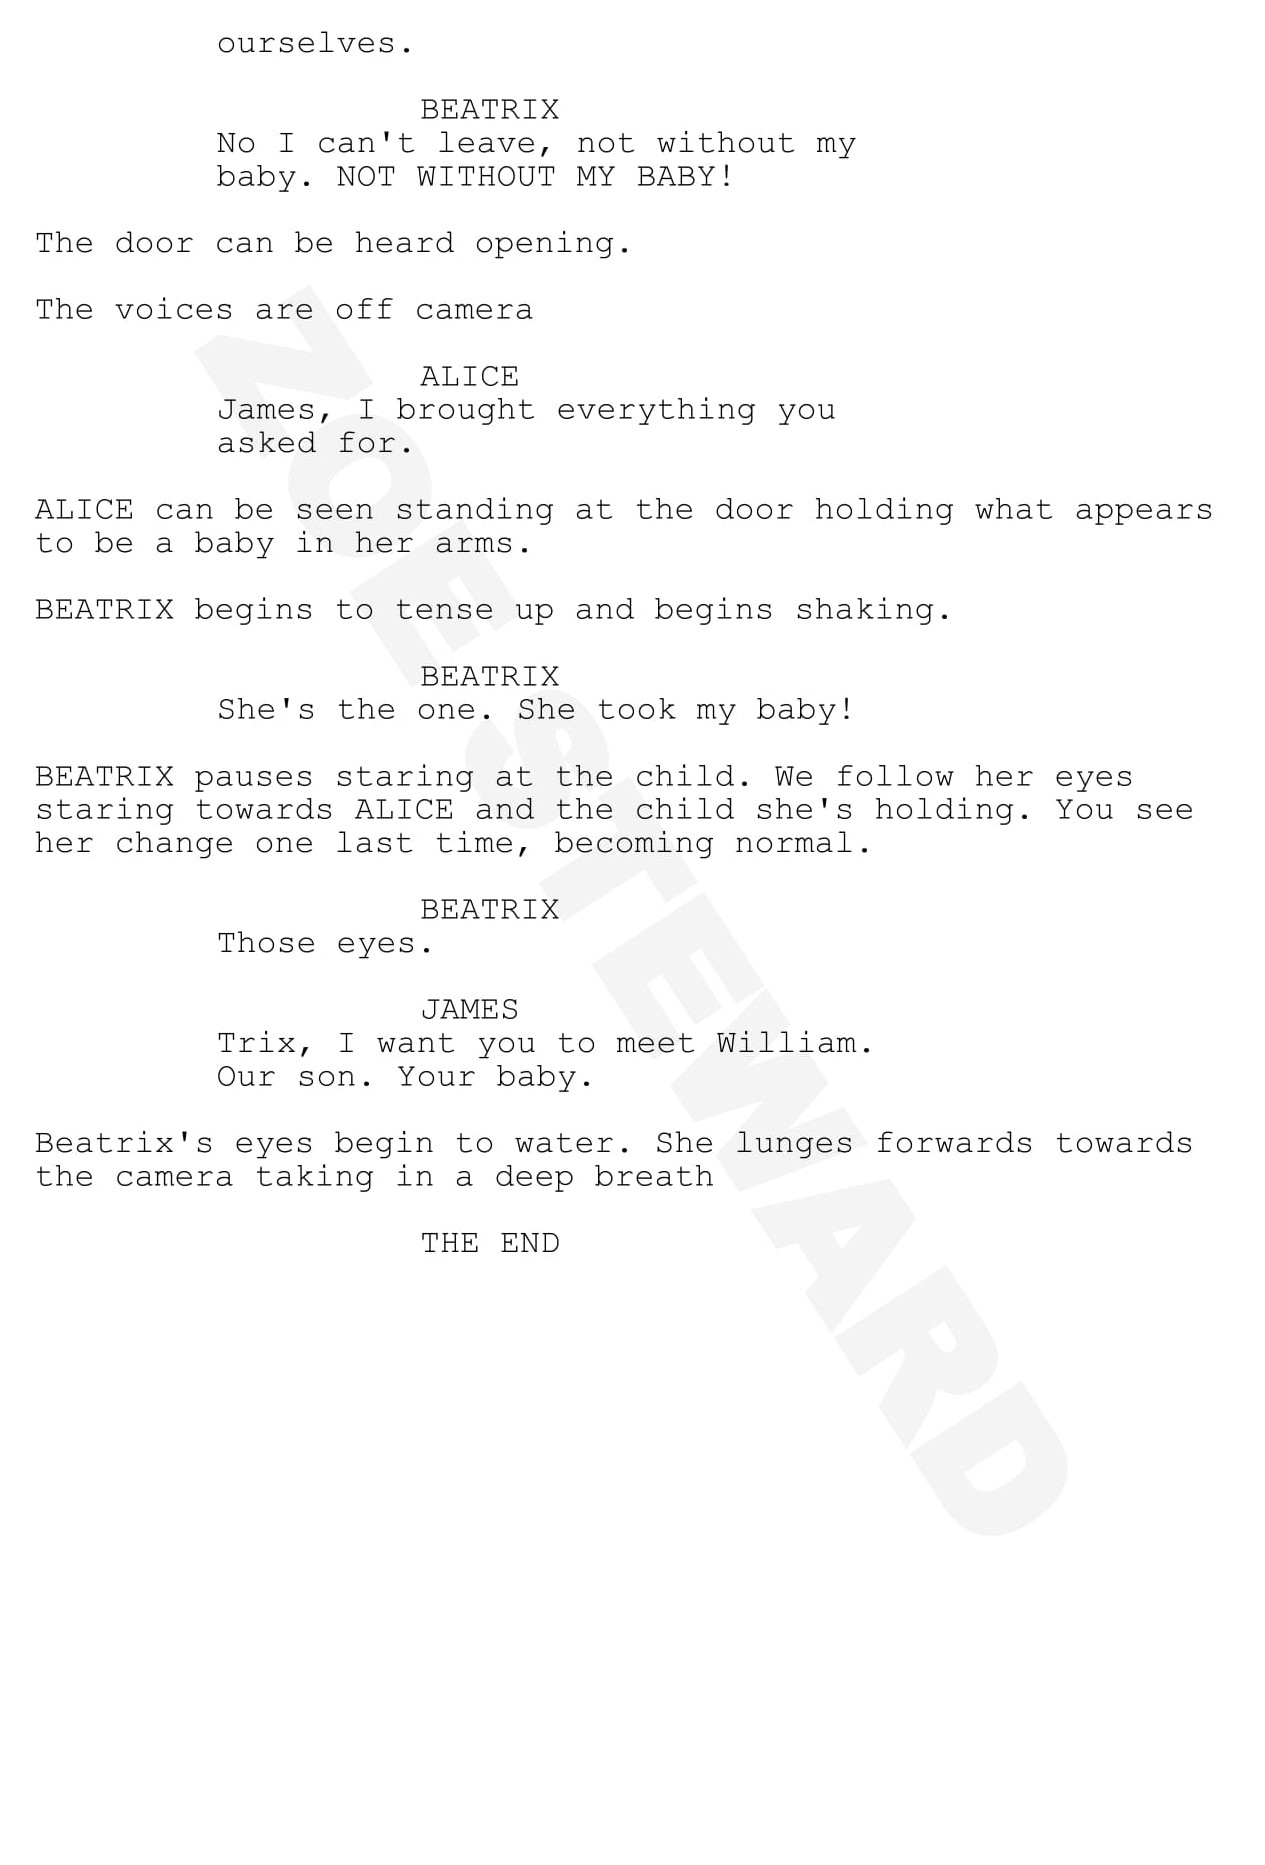 ourselves.
BEATRIX
No I can't leave, not without my
baby. NOT WITHOUT MY BABY!
The door can be heard opening.
The voices are off camera
ALICE
James, I brought everything you
asked for.
ALICE can be seen standing at the door holding what appears
to be a baby in her arms.
BEATRIX begins to tense up and begins shaking.
BEATRIX
She's the one. She took my baby!
BEATRIX pauses staring at the child. We follow her eyes
staring towards ALICE and the child she's holding. You see
her change one last time, becoming normal.
BEATRIX
Those eyes.
JAMES
Trix, I want you to meet William.
Our son. Your baby.
Beatrix's eyes begin to water. She lunges forwards towards
the camera taking in a deep breath
THE END
ZOE STEWARD